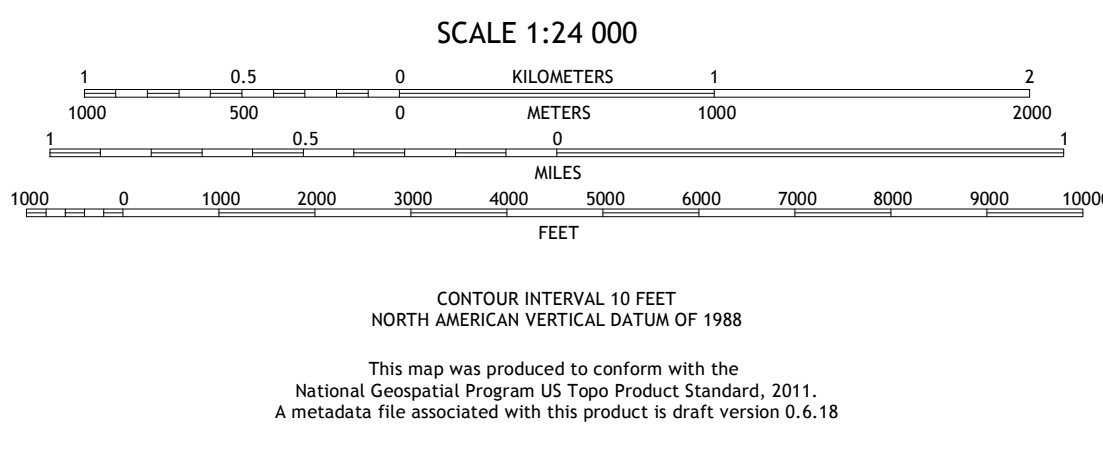 SCALE 1:24 000
1 0.5 0 KILOMETERS 1 2
1000 500 0 METERS 1000 2000
1 0.5 0 1
MILES
1000 0 1000 2000 3000 4000 5000 6000 7000 8000 9000 10000
FEET
CONTOUR INTERVAL 10 FEET
NORTH AMERICAN VERTICAL DATUM OF 1988
This map was produced to conform with the
National Geospatial Program US Topo Product Standard, 2011.
A metadata file associated with this product is draft version 0.6.18